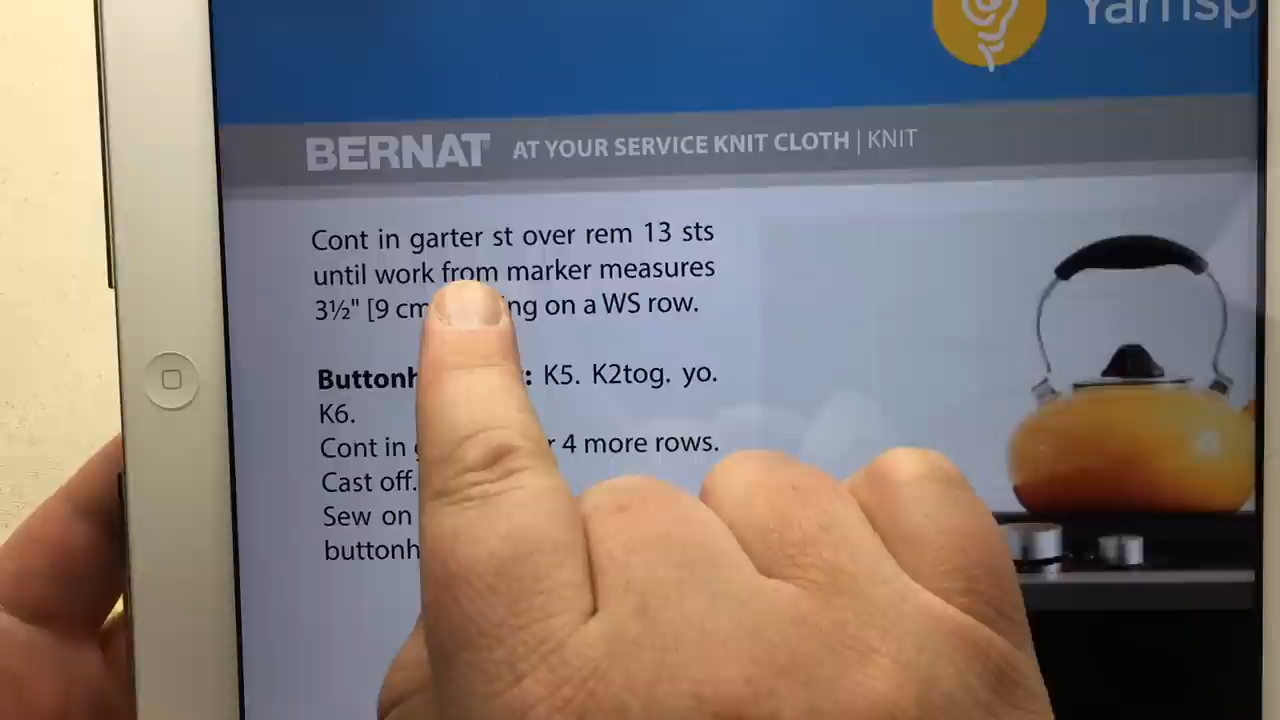 Yarnsp
BERNAT AT YOUR SERVICE KNIT CLOTH | KNIT
Cont in garter st over rem 13 sts
until work from marker measures
3½" [9 cm ng on a WS row.
Buttonh : K5. K2tog. yo.
K6.
Cont in r 4 more rows.
Cast off.
Sew on
buttonh